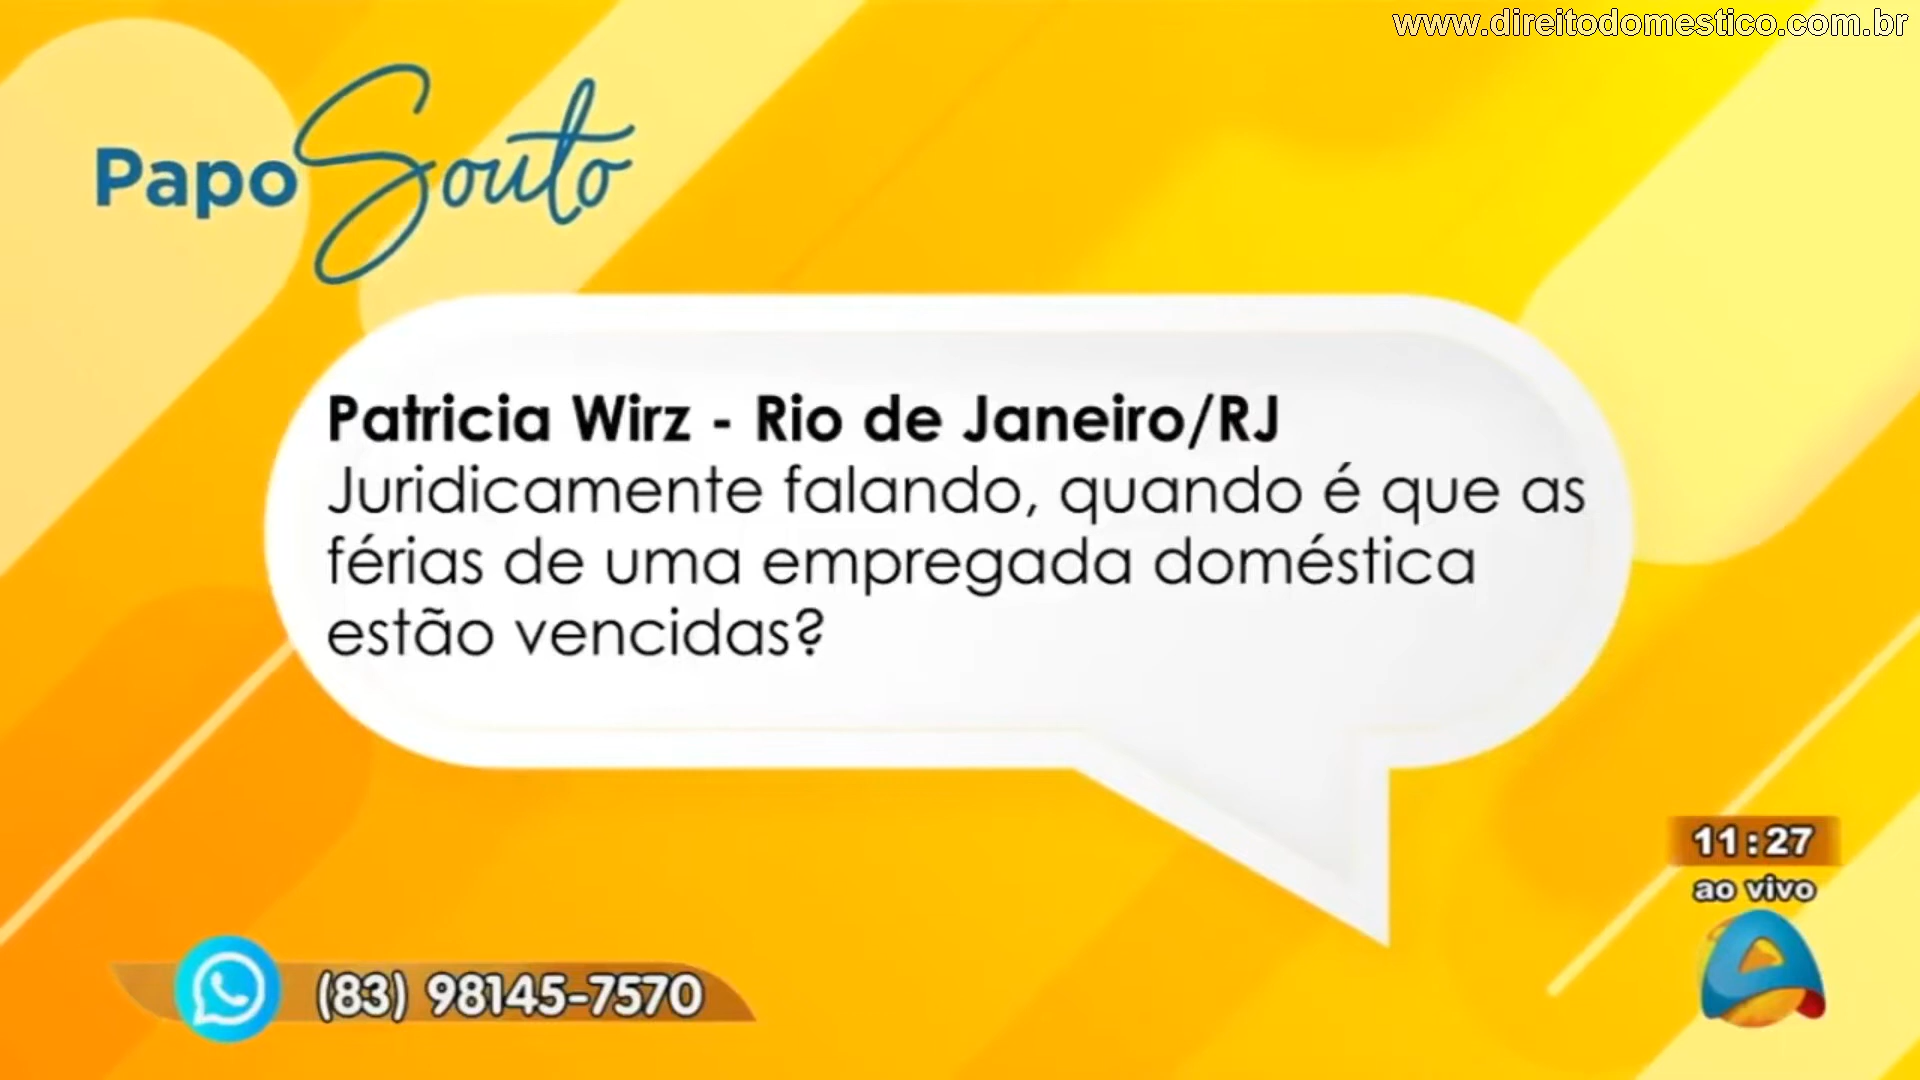 www.direitodomestico.com.br
Papo Souto
Patricia Wirz - Rio de Janeiro/RJ
Juridicamente falando, quando é que as
férias de uma empregada doméstica
estão vencidas?
11:27
ao vivo
(83) 98145-7570